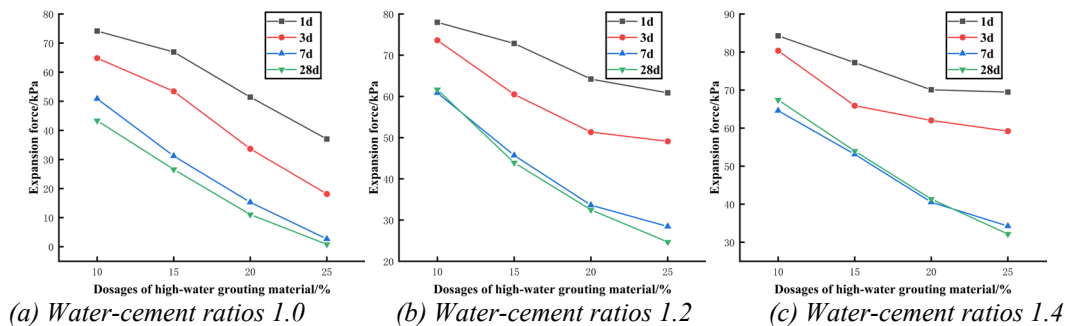 80
70
60
50
40
30
20
10
0
Expansion force/kPa
1d
3d
7d
28d
10 15 20 25
Dosages of high-water grouting material/%
(a) Water-cement ratios 1.0
80
70
60
50
40
30
20
Expansion force/kPa
1d
3d
7d
28d
10 15 20 25
Dosages of high-water grouting material/%
(b) Water-cement ratios 1.2
90
80
70
60
50
40
30
Expansion force/kPa
1d
3d
7d
28d
10 15 20 25
Dosages of high-water grouting material/%
(c) Water-cement ratios 1.4